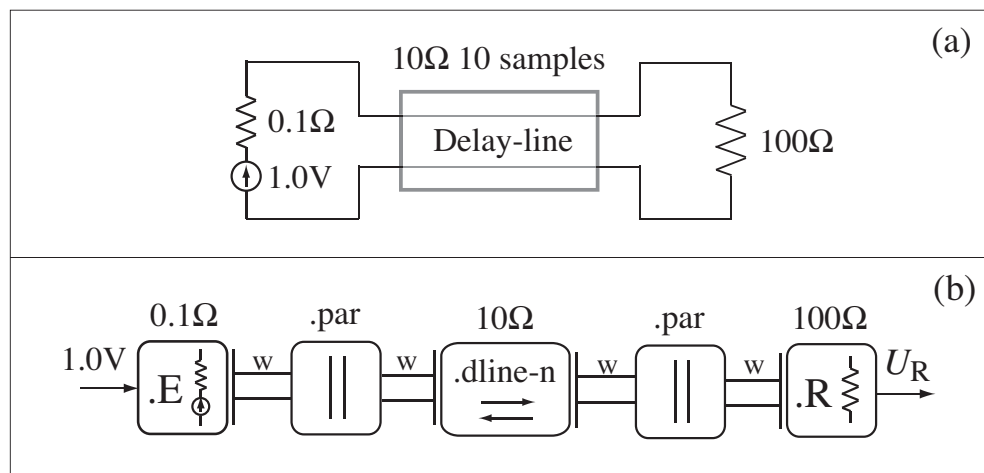 (a)
10Ω 10 samples
0.1Ω
Delay-line
100Ω
1.0V
(b)
0.1Ω .par 10Ω .par 100Ω
1.0V w w w w U_R
.E .dline-n .R